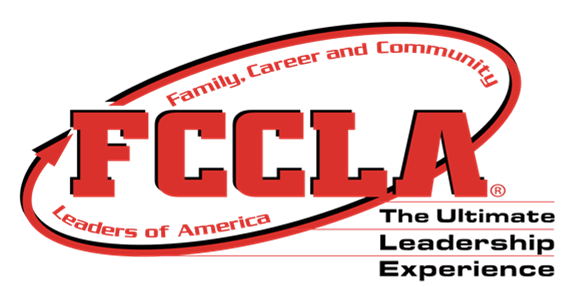 Family, Career and Community
FCCLA®
Leaders of America
The Ultimate
Leadership
Experience